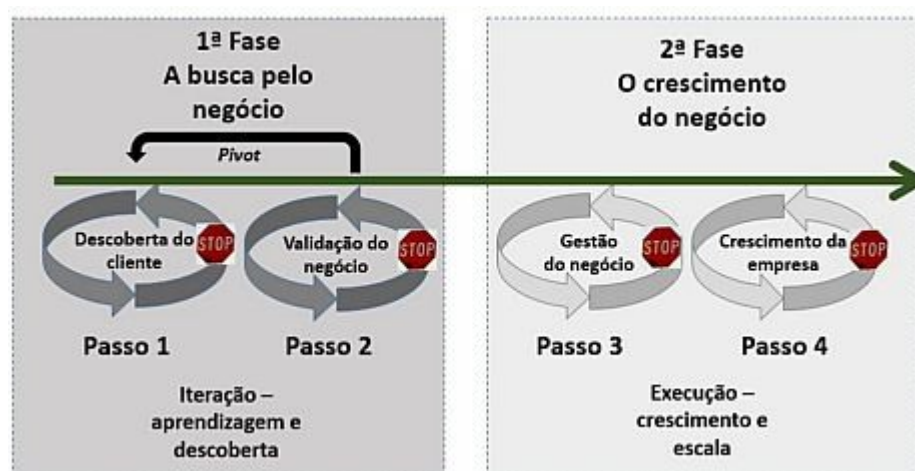 1ª Fase
A busca pelo
negócio
Pivot
Descoberta do
cliente
STOP
Validação do
negócio
STOP
Passo 1
Passo 2
Iteração –
aprendizagem e
descoberta
2ª Fase
O crescimento
do negócio
Gestão
do negócio
STOP
Crescimento da
empresa
STOP
Passo 3
Passo 4
Execução –
crescimento e
escala